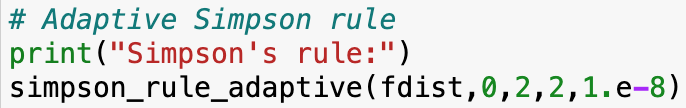 # Adaptive Simpson rule
print("Simpson's rule:")
simpson_rule_adaptive(fdist,0,2,2,1.e-8)